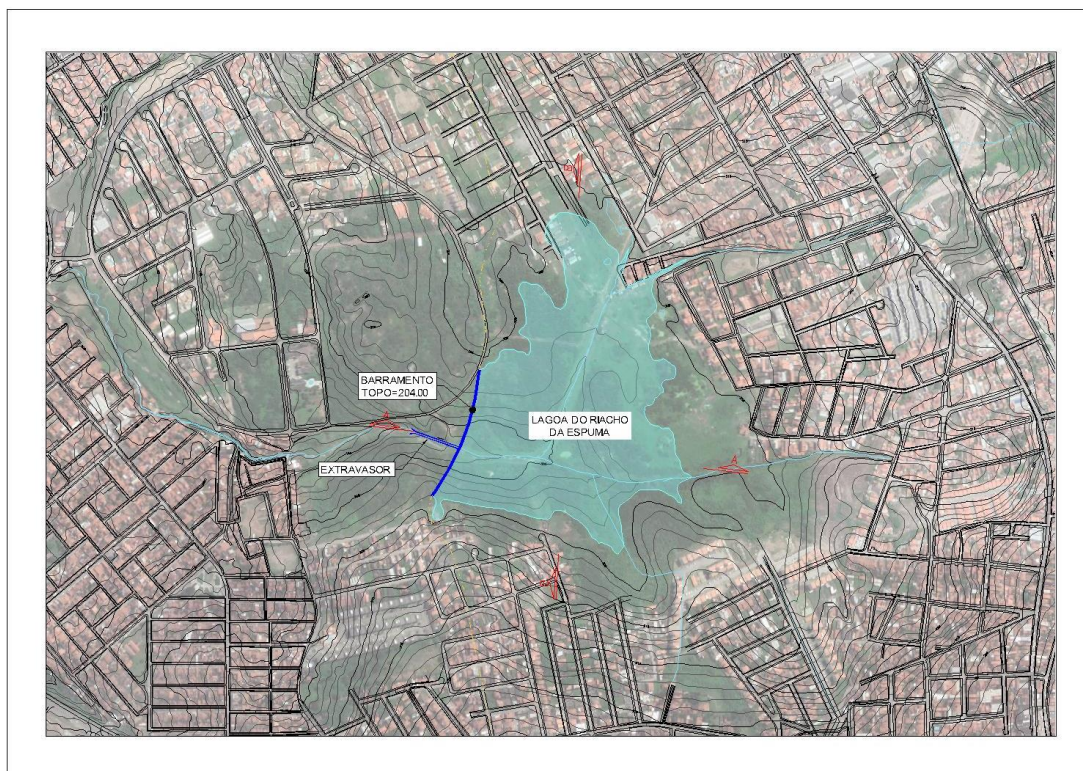 BARRAMENTO
TOPO=204.00
LAGOA DO RIACHO
DA ESPUMA
EXTRAVASOR
A
A